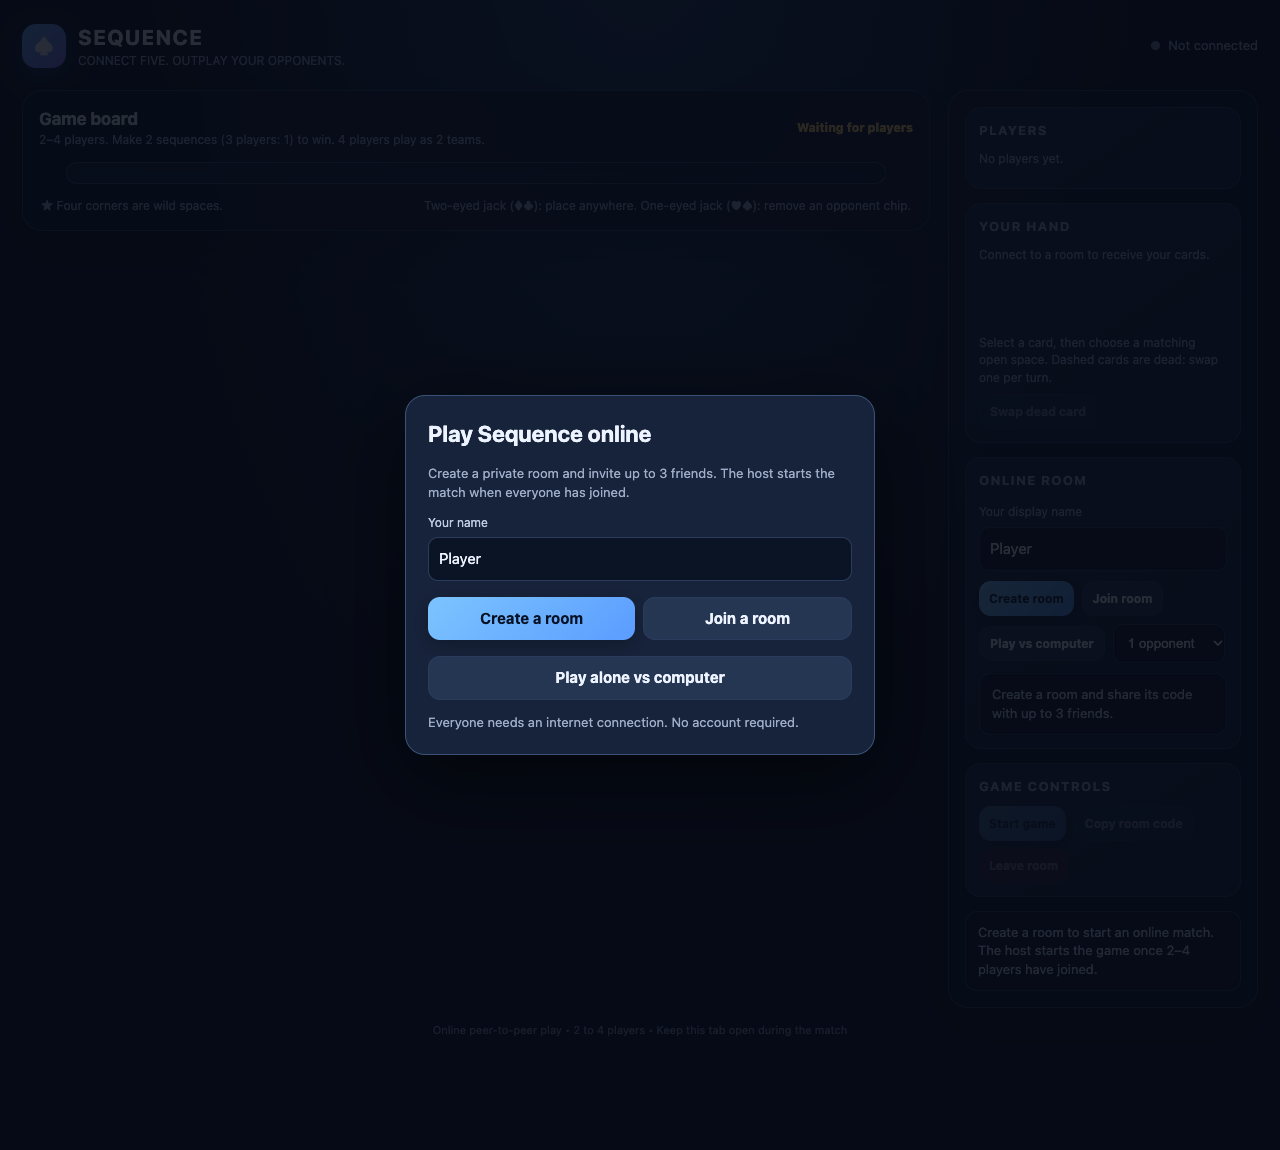 SEQUENCE
CONNECT FIVE. OUTPLAY YOUR OPPONENTS.
Not connected
Game board
2–4 players. Make 2 sequences (3 players: 1) to win. 4 players play as 2 teams.
Waiting for players
★ Four corners are wild spaces.
Two-eyed jack (♦♣): place anywhere. One-eyed jack (♥♠): remove an opponent chip.
PLAYERS
No players yet.
YOUR HAND
Connect to a room to receive your cards.
Select a card, then choose a matching
open space. Dashed cards are dead: swap
one per turn.
Swap dead card
ONLINE ROOM
Your display name
Player
Create room
Join room
Play vs computer
1 opponent
Create a room and share its code
with up to 3 friends.
GAME CONTROLS
Start game
Copy room code
Leave room
Create a room to start an online match.
The host starts the game once 2–4
players have joined.
Play Sequence online
Create a private room and invite up to 3 friends. The host starts the
match when everyone has joined.
Your name
Player
Create a room
Join a room
Play alone vs computer
Everyone needs an internet connection. No account required.
Online peer-to-peer play • 2 to 4 players • Keep this tab open during the match